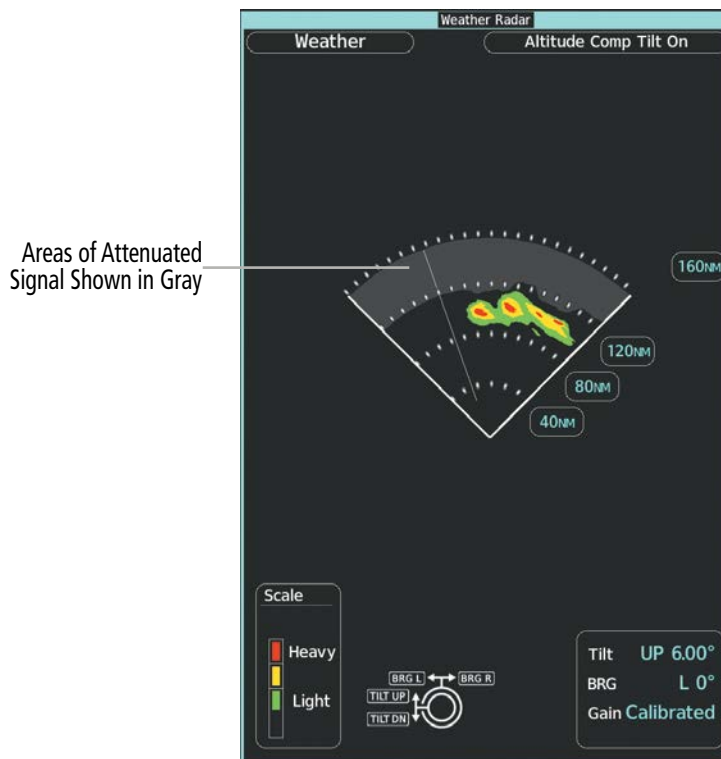 Weather Radar
Weather
Altitude Comp Tilt On
Areas of Attenuated
Signal Shown in Gray
160NM
120NM
80NM
40NM
Scale
Heavy
Light
BRG L
BRG R
TILT UP
TILT DN
Tilt UP 6.00°
BRG L 0°
Gain Calibrated